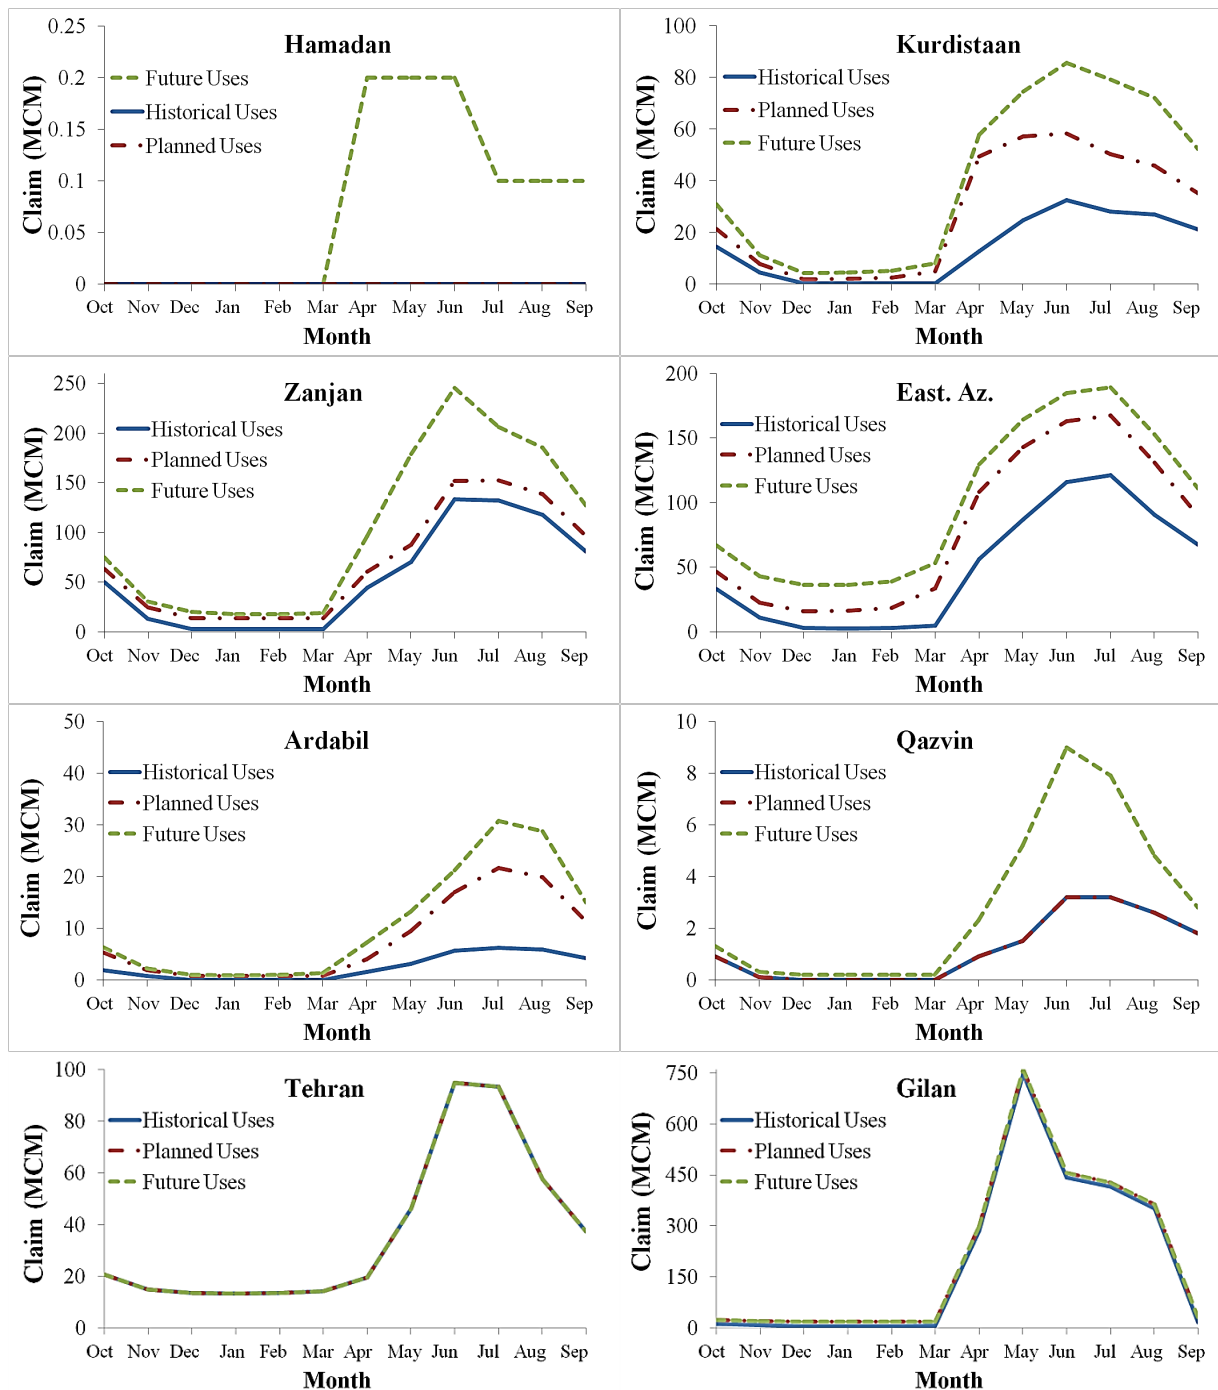 Hamadan
Claim (MCM)
0.25
0.2
0.15
0.1
0.05
0
Future Uses
Historical Uses
Planned Uses
Oct Nov Dec Jan Feb Mar Apr May Jun Jul Aug Sep
Month
Kurdistaan
Claim (MCM)
100
80
60
40
20
0
Historical Uses
Planned Uses
Future Uses
Oct Nov Dec Jan Feb Mar Apr May Jun Jul Aug Sep
Month
Zanjan
Claim (MCM)
250
200
150
100
50
0
Historical Uses
Planned Uses
Future Uses
Oct Nov Dec Jan Feb Mar Apr May Jun Jul Aug Sep
Month
East. Az.
Claim (MCM)
200
150
100
50
0
Historical Uses
Planned Uses
Future Uses
Oct Nov Dec Jan Feb Mar Apr May Jun Jul Aug Sep
Month
Ardabil
Claim (MCM)
50
40
30
20
10
0
Historical Uses
Planned Uses
Future Uses
Oct Nov Dec Jan Feb Mar Apr May Jun Jul Aug Sep
Month
Qazvin
Claim (MCM)
10
8
6
4
2
0
Historical Uses
Planned Uses
Future Uses
Oct Nov Dec Jan Feb Mar Apr May Jun Jul Aug Sep
Month
Tehran
Claim (MCM)
100
80
60
40
20
0
Historical Uses
Planned Uses
Future Uses
Oct Nov Dec Jan Feb Mar Apr May Jun Jul Aug Sep
Month
Gilan
Claim (MCM)
750
600
450
300
150
0
Historical Uses
Planned Uses
Future Uses
Oct Nov Dec Jan Feb Mar Apr May Jun Jul Aug Sep
Month